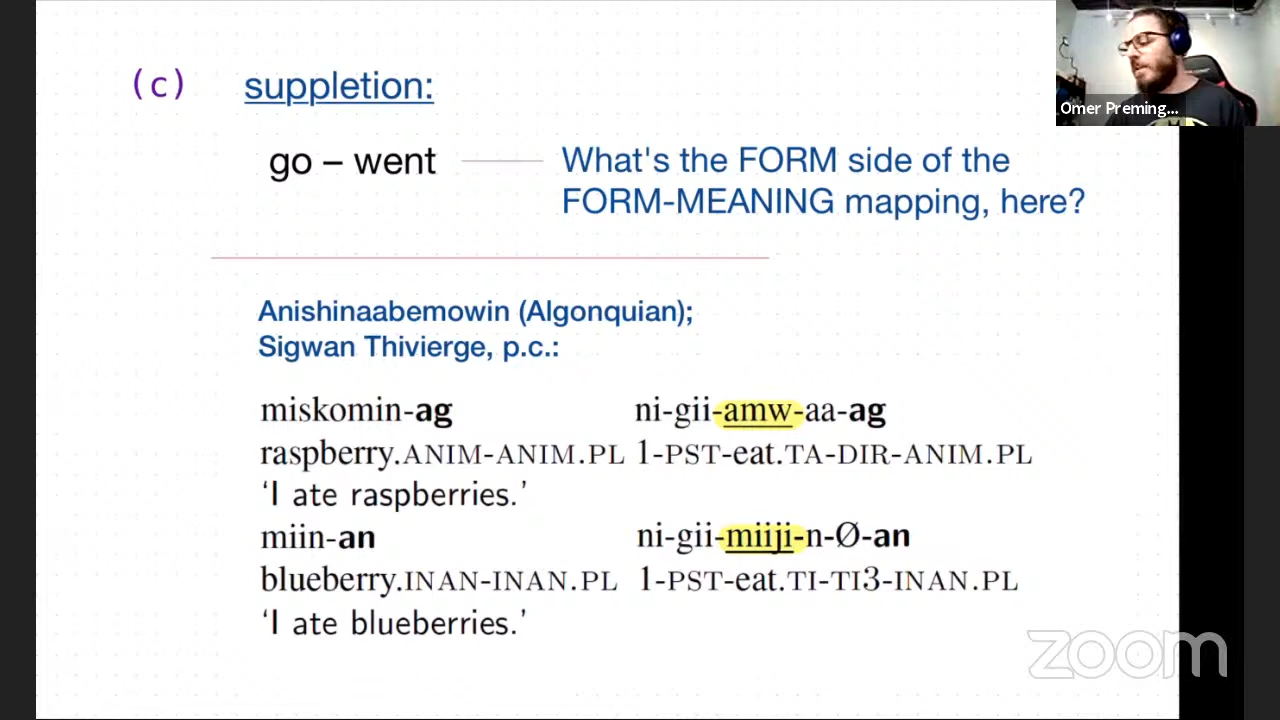 (c) suppletion:
Omer Preming...
go – went
What's the FORM side of the
FORM-MEANING mapping, here?
Anishinaabemowin (Algonquian);
Sigwan Thivierge, p.c.:
miskomin-ag ni-gii-amw-aa-ag
raspberry.ANIM-ANIM.PL 1-PST-eat.TA-DIR-ANIM.PL
‘I ate raspberries.’
miin-an ni-gii-miiji-n-Ø-an
blueberry.INAN-INAN.PL 1-PST-eat.TI-TI3-INAN.PL
‘I ate blueberries.’
zoom